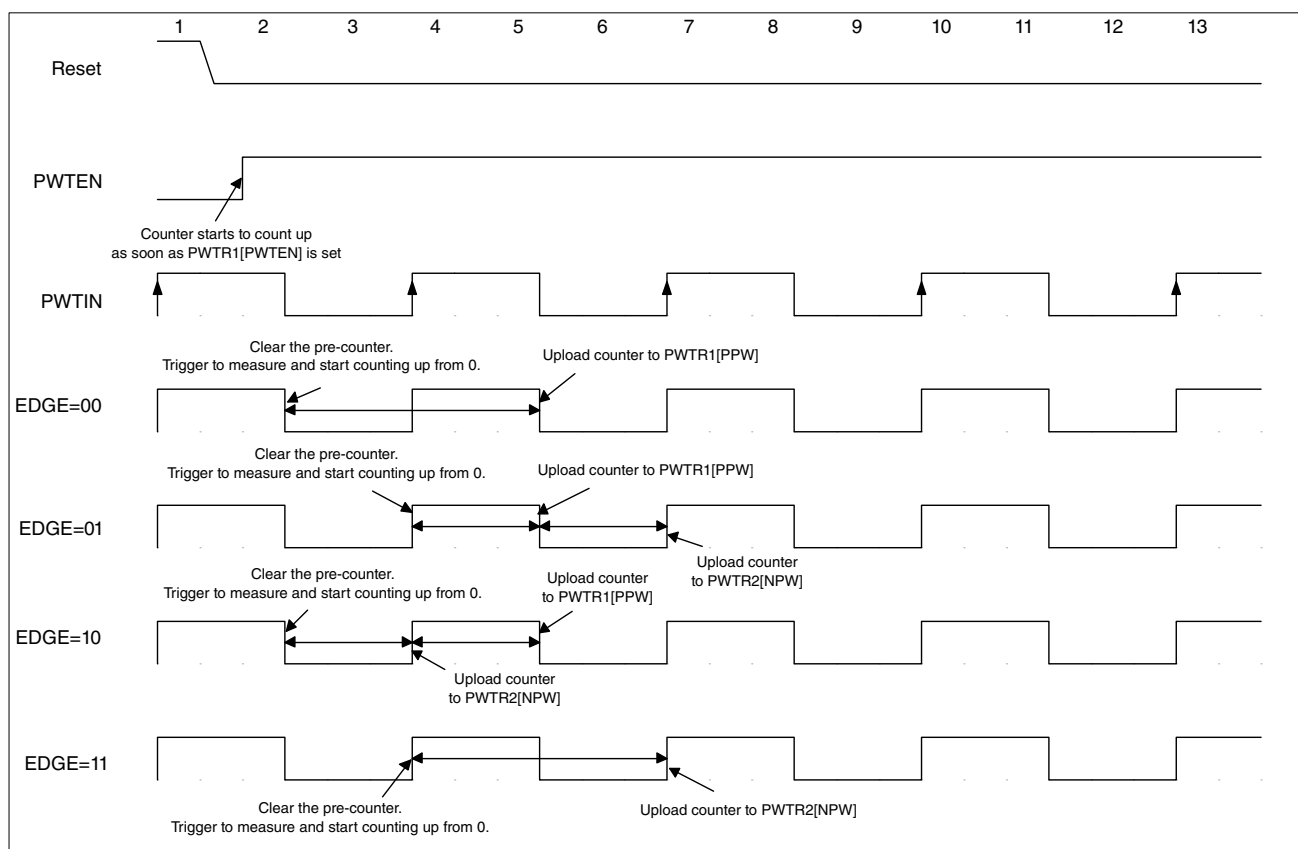 1 2 3 4 5 6 7 8 9 10 11 12 13
Reset
PWTEN
Counter starts to count up
as soon as PWTR1[PWTEN] is set
PWTIN
Clear the pre-counter.
Trigger to measure and start counting up from 0.
Upload counter to PWTR1[PPW]
EDGE=00
Clear the pre-counter.
Trigger to measure and start counting up from 0.
Upload counter to PWTR1[PPW]
EDGE=01
Upload counter
to PWTR2[NPW]
Clear the pre-counter.
Trigger to measure and start counting up from 0.
Upload counter
to PWTR1[PPW]
EDGE=10
Upload counter
to PWTR2[NPW]
EDGE=11
Clear the pre-counter.
Trigger to measure and start counting up from 0.
Upload counter to PWTR2[NPW]